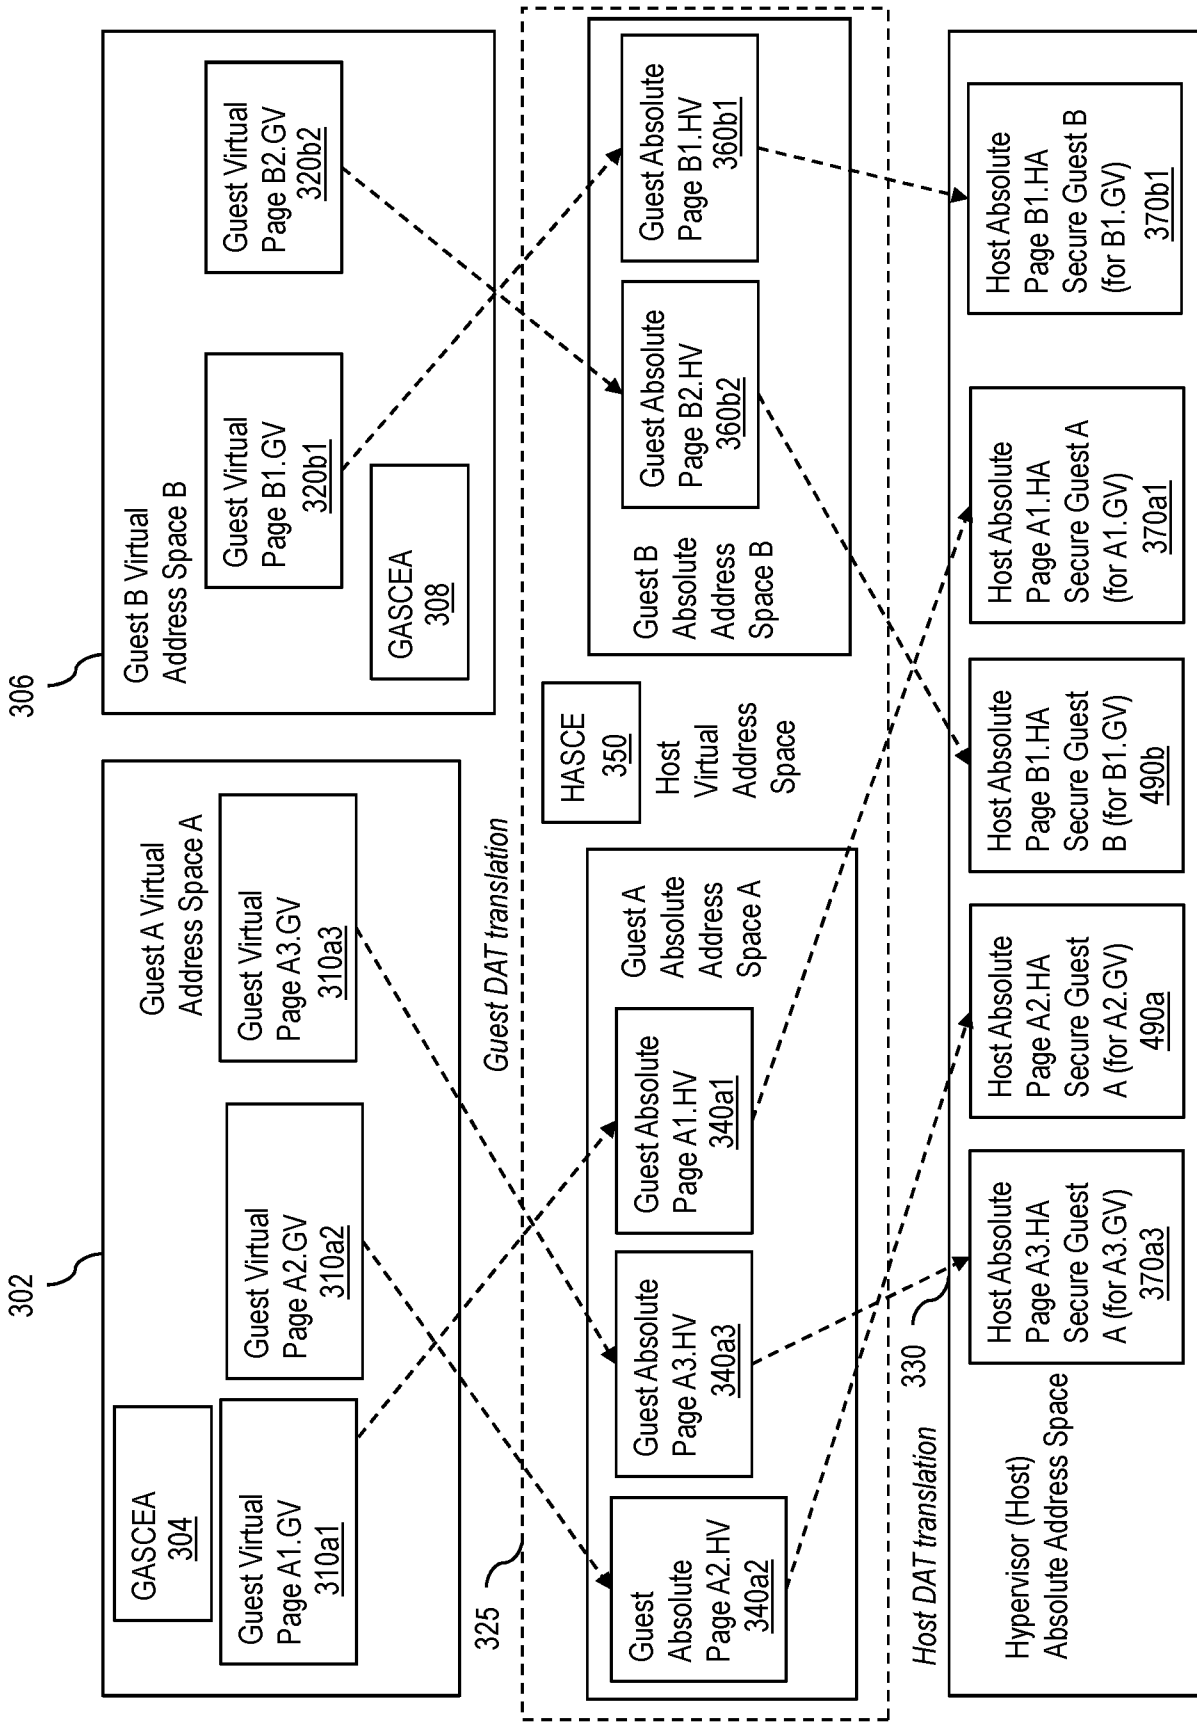 302
GASCEA
304
Guest Virtual
Page A1.GV
310a1
Guest Virtual
Page A2.GV
310a2
Guest A Virtual
Address Space A
Guest Virtual
Page A3.GV
310a3
306
Guest B Virtual
Address Space B
Guest Virtual
Page B1.GV
320b1
Guest Virtual
Page B2.GV
320b2
GASCEA
308
325
Guest DAT translation
Guest
Absolute
Page A2.HV
340a2
Guest Absolute
Page A3.HV
340a3
Guest Absolute
Page A1.HV
340a1
Guest A
Absolute
Address
Space A
HASCE
350
Host
Virtual
Address
Space
Guest B
Absolute
Address
Space B
Guest Absolute
Page B2.HV
360b2
Guest Absolute
Page B1.HV
360b1
Host DAT translation
330
Hypervisor (Host)
Absolute Address Space
Host Absolute
Page A3.HA
Secure Guest
A (for A3.GV)
370a3
Host Absolute
Page A2.HA
Secure Guest
A (for A2.GV)
490a
Host Absolute
Page B1.HA
Secure Guest
B (for B1.GV)
490b
Host Absolute
Page A1.HA
Secure Guest A
(for A1.GV)
370a1
Host Absolute
Page B1.HA
Secure Guest B
(for B1.GV)
370b1